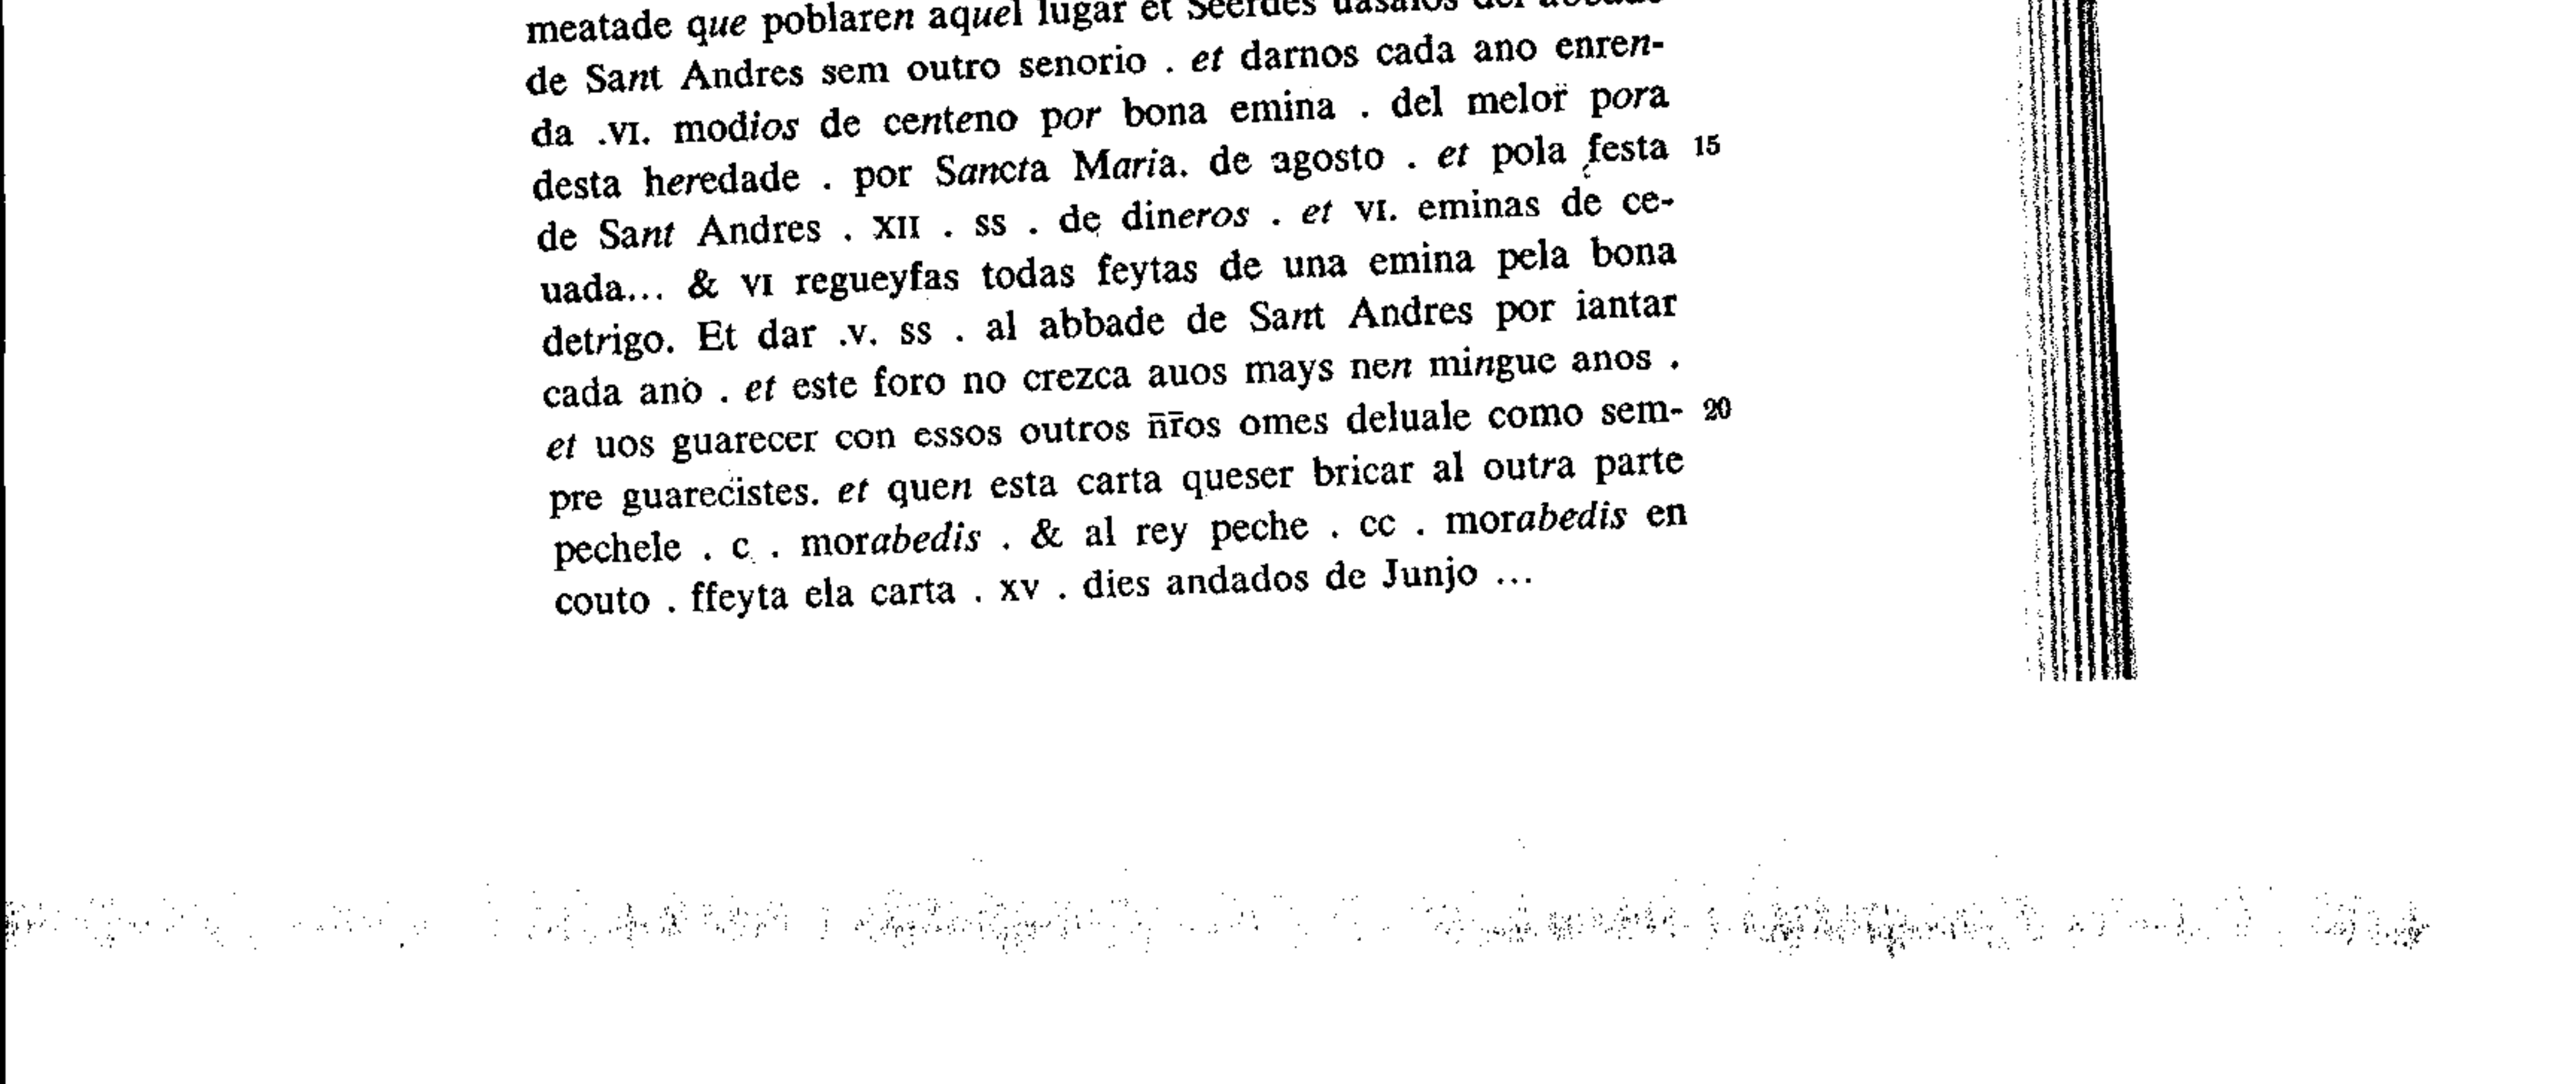 meatade que poblaren aquel lugar et Seerdes uasalos del abbade
de Sant Andres sem outro senorio . et darnos cada ano enren-
da .VI. modios de centeno por bona emina . del melor pora
desta heredade . por Sancta Maria. de agosto . et pola festa 15
de Sant Andres . XII . ss . de dineros . et VI. eminas de ce-
uada... & VI regueyfas todas feytas de una emina pela bona
detrigo. Et dar .v. ss . al abbade de Sant Andres por iantar
cada ano . et este foro no crezca auos mays nen mingue anos .
et uos guarecer con essos outros n̄r̄os omes deluale como sem- 20
pre guarecistes. et quen esta carta queser bricar al outra parte
pechele . c . morabedis . & al rey peche . cc . morabedis en
couto . ffeyta ela carta . xv . dies andados de Junjo ...